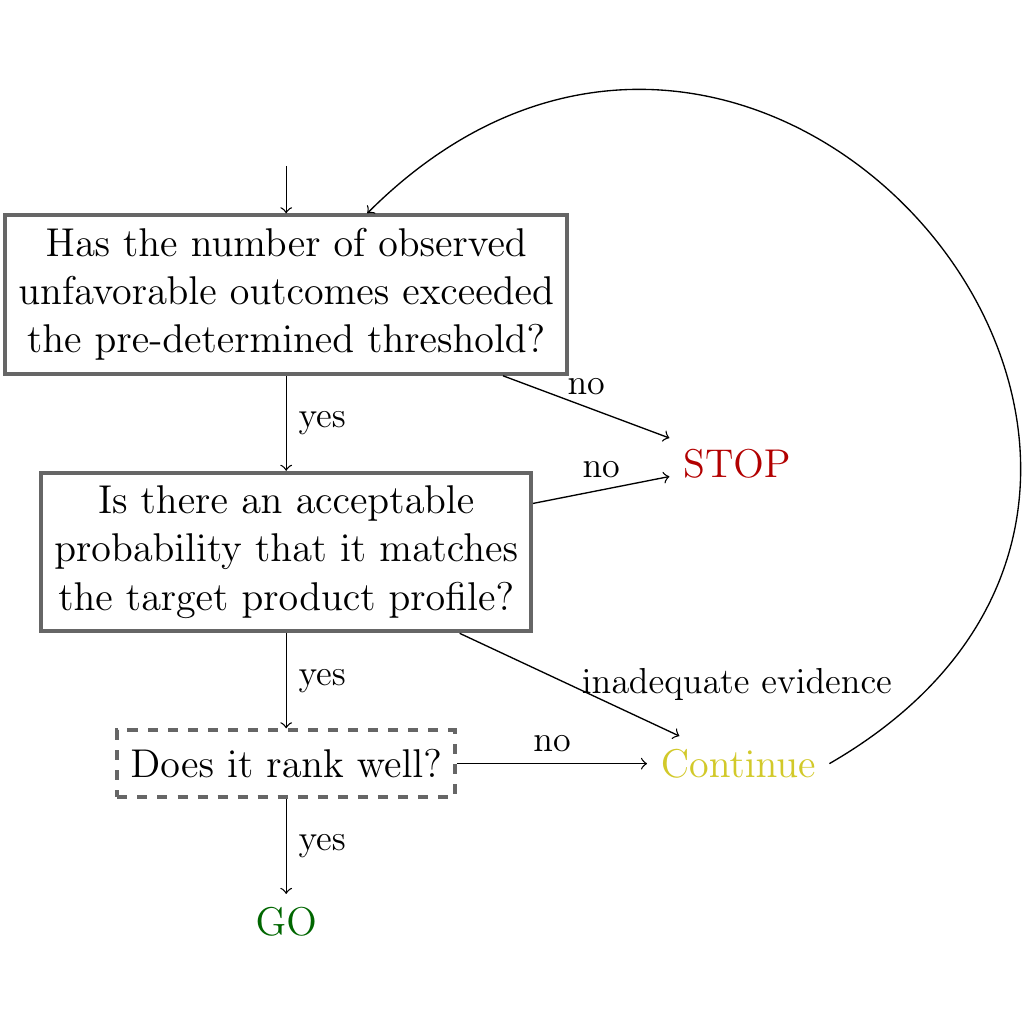 Has the number of observed
unfavorable outcomes exceeded
the pre-determined threshold?
no
yes
STOP
no
Is there an acceptable
probability that it matches
the target product profile?
yes
inadequate evidence
no
Does it rank well?
Continue
yes
GO